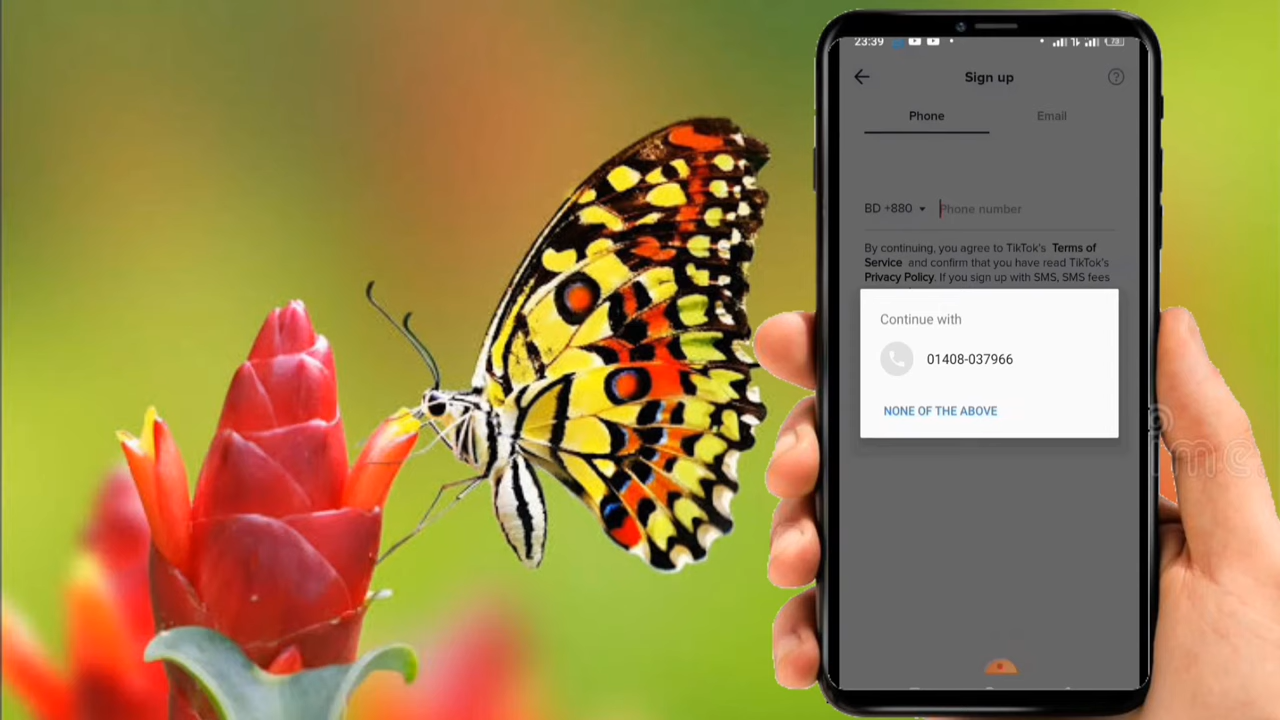 23:39
73
Sign up
?
Phone Email
BD +880 Phone number
By continuing, you agree to TikTok's Terms of
Service and confirm that you have read TikTok's
Privacy Policy. If you sign up with SMS, SMS fees
Continue with
01408-037966
NONE OF THE ABOVE